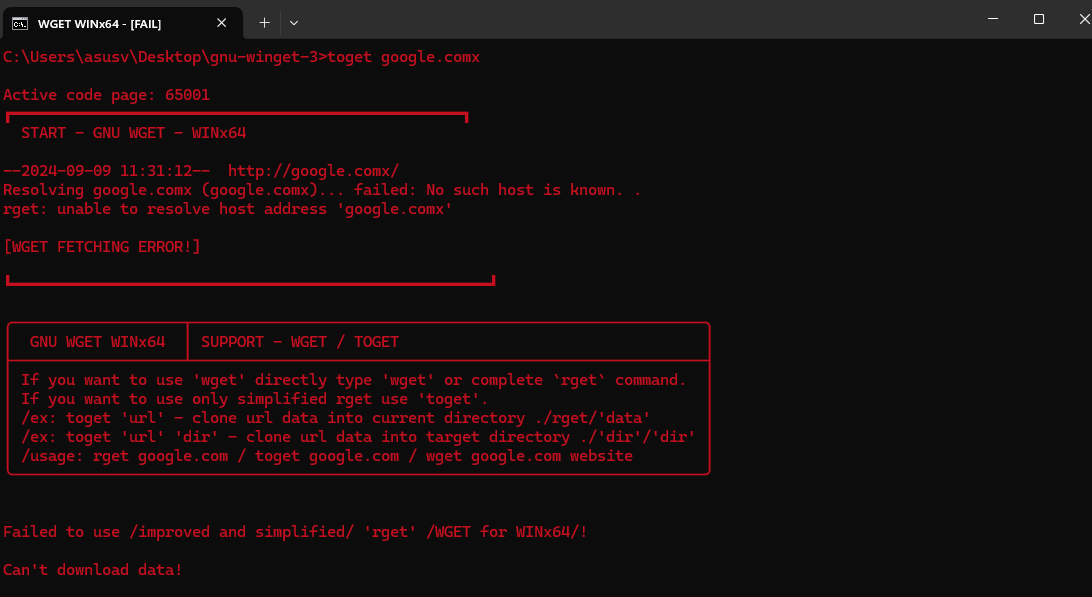 WGET WINx64 - [FAIL]
C:\Users\asusv\Desktop\gnu-winget-3>toget google.comx
Active code page: 65001
START - GNU WGET - WINx64
--2024-09-09 11:31:12--  http://google.comx/
Resolving google.comx (google.comx)... failed: No such host is known. .
rget: unable to resolve host address 'google.comx'
[WGET FETCHING ERROR!]
GNU WGET WINx64 SUPPORT - WGET / TOGET
If you want to use 'wget' directly type 'wget' or complete `rget` command.
If you want to use only simplified rget use 'toget'.
/ex: toget 'url' - clone url data into current directory ./rget/'data'
/ex: toget 'url' 'dir' - clone url data into target directory ./'dir'/'dir'
/usage: rget google.com / toget google.com / wget google.com website
Failed to use /improved and simplified/ 'rget' /WGET for WINx64/!
Can't download data!